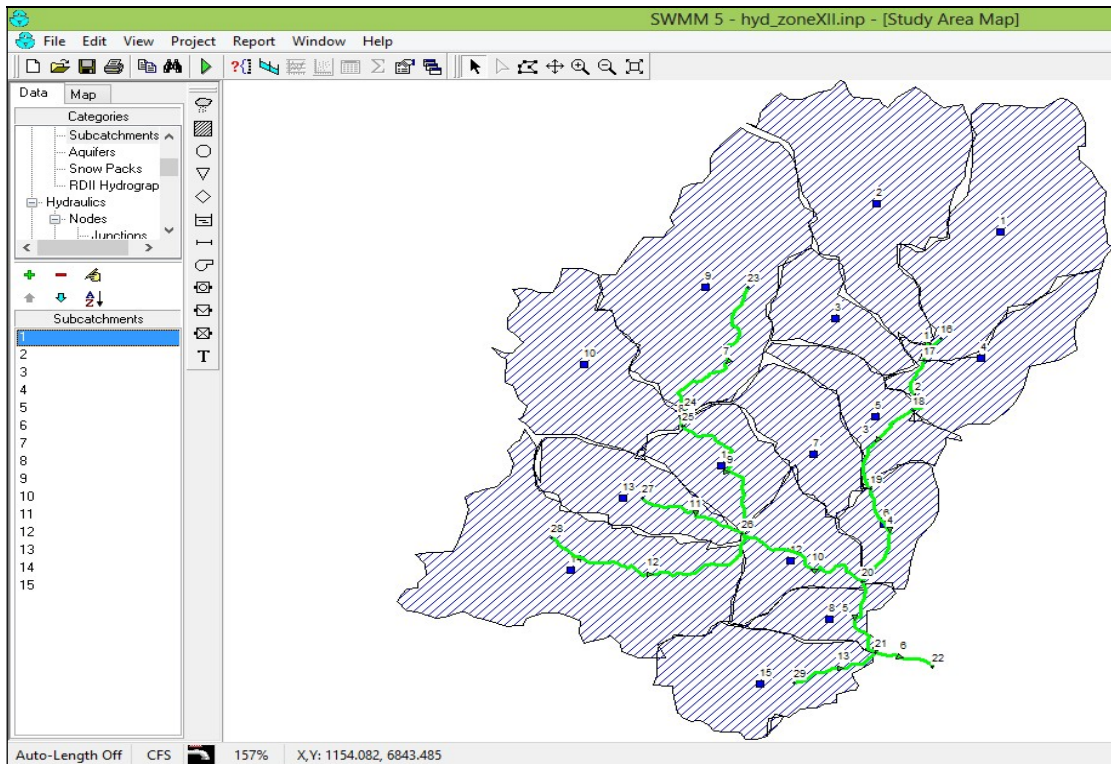 SWMM 5 - hyd_zoneXII.inp - [Study Area Map]
File Edit View Project Report Window Help
Data Map
Categories
Subcatchments
Aquifers
Snow Packs
RDII Hydrograp
Hydraulics
Nodes
Junctions
Subcatchments
1
2
3
4
5
6
7
8
9
10
11
12
13
14
15
T
2
1
9 23
3
1 16
17 4
7
10
24
25
2
18
5
3
7
9
19
13 27
11
6
4
28
26
12 10
20
12
8 5
21 6 22
13
15 29
Auto-Length Off CFS 157% X,Y: 1154.082, 6843.485